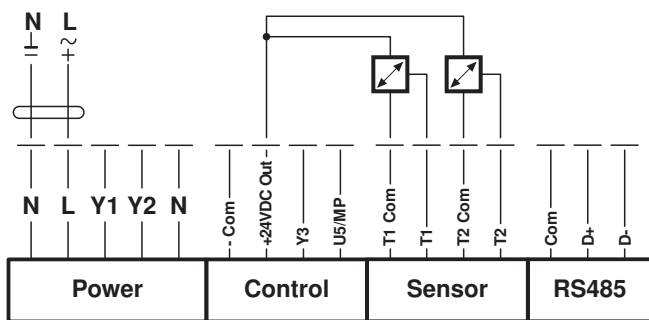 N L
N L Y1 Y2 N
- Com
+24VDC Out
Y3
U5/MP
T1 Com
T1
T2 Com
T2
Com
D+
D-
Power Control Sensor RS485